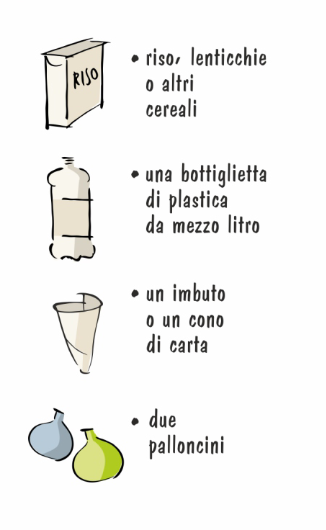 RISO
• riso, lenticchie
o altri
cereali
• una bottiglietta
di plastica
da mezzo litro
• un imbuto
o un cono
di carta
• due
palloncini